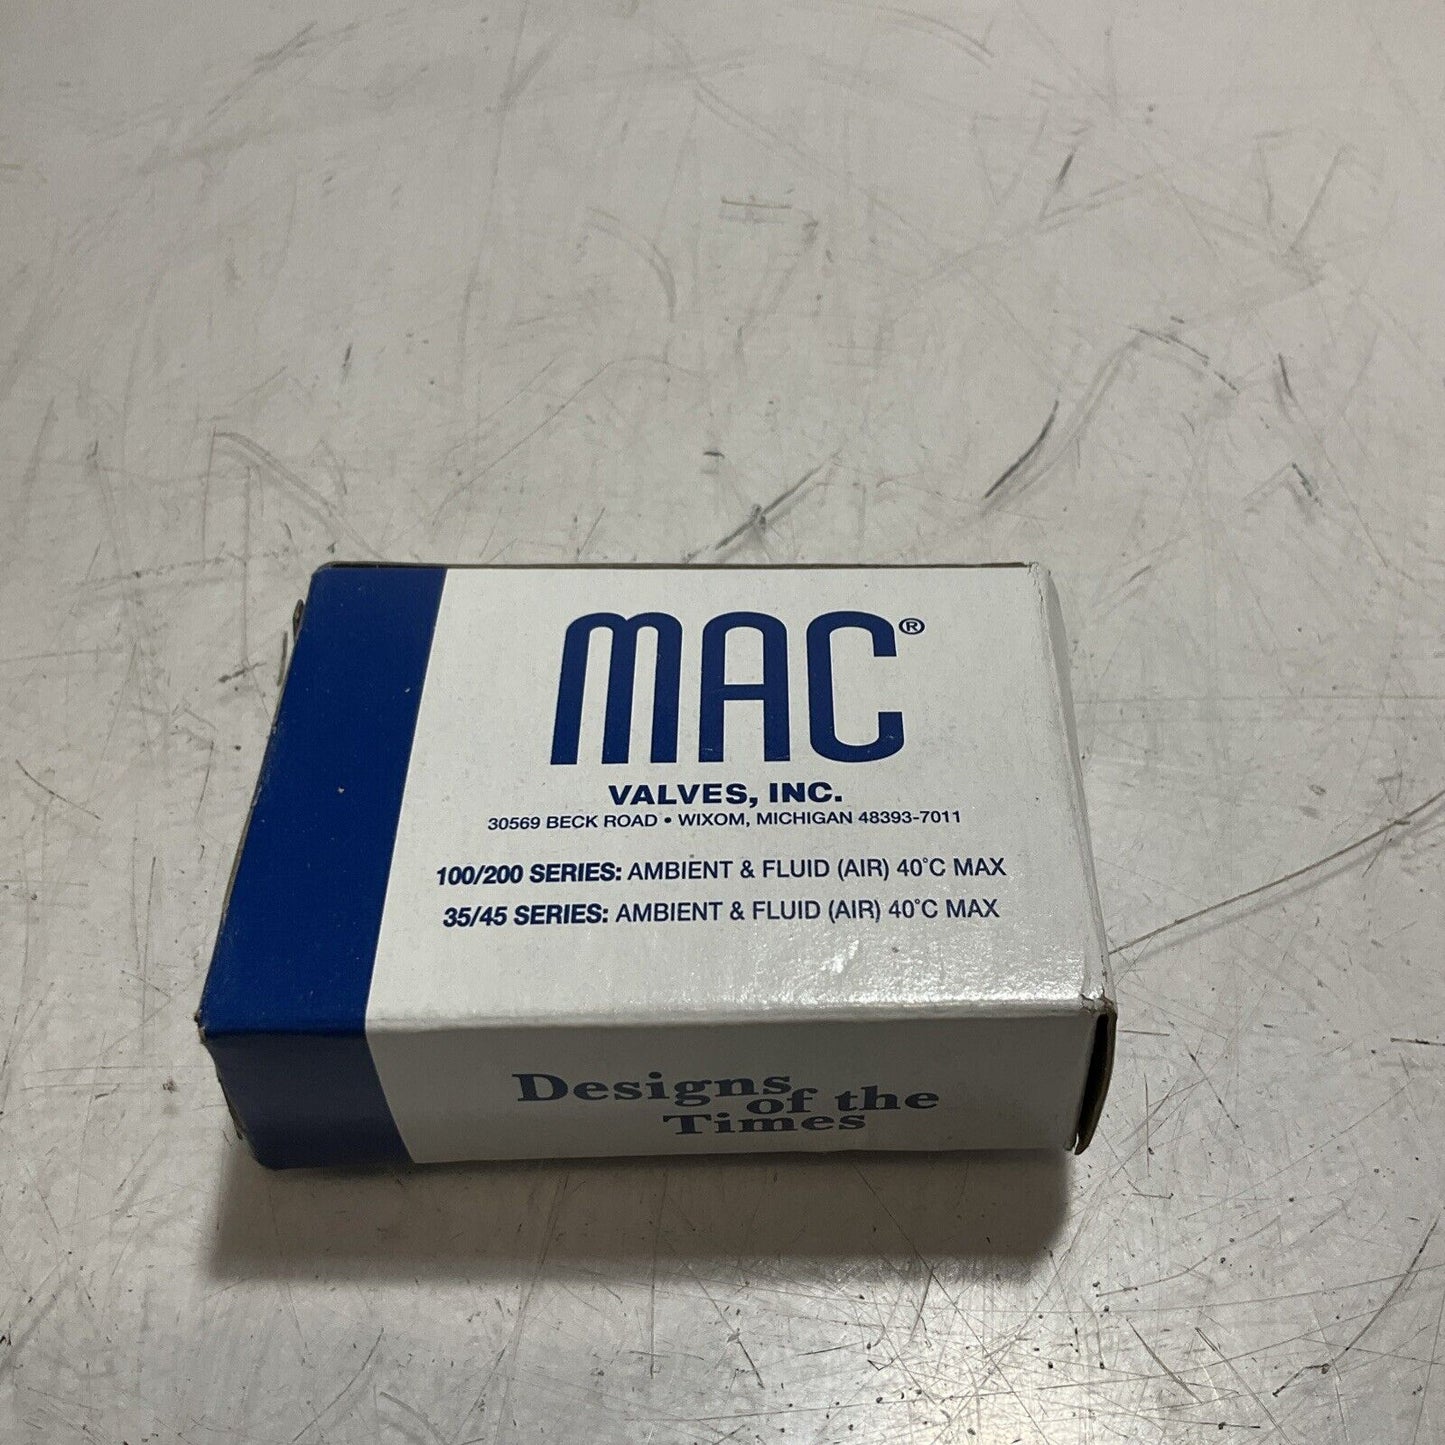 MAC®
VALVES, INC.
30569 BECK ROAD • WIXOM, MICHIGAN 48393-7011
100/200 SERIES: AMBIENT & FLUID (AIR) 40°C MAX
35/45 SERIES: AMBIENT & FLUID (AIR) 40°C MAX
Designs
of the
Times